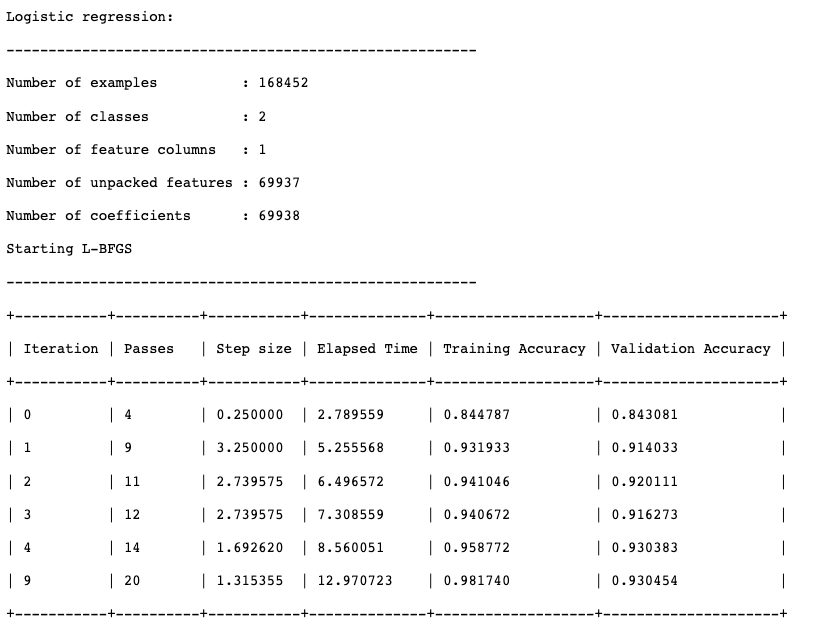 Logistic regression:
--------------------------------------------------------
Number of examples          : 168452
Number of classes           : 2
Number of feature columns   : 1
Number of unpacked features : 69937
Number of coefficients      : 69938
Starting L-BFGS
--------------------------------------------------------
+-----------+----------+-----------+--------------+-------------------+---------------------+
| Iteration | Passes   | Step size | Elapsed Time | Training Accuracy | Validation Accuracy |
+-----------+----------+-----------+--------------+-------------------+---------------------+
| 0         | 4        | 0.250000  | 2.789559     | 0.844787          | 0.843081            |
| 1         | 9        | 3.250000  | 5.255568     | 0.931933          | 0.914033            |
| 2         | 11       | 2.739575  | 6.496572     | 0.941046          | 0.920111            |
| 3         | 12       | 2.739575  | 7.308559     | 0.940672          | 0.916273            |
| 4         | 14       | 1.692620  | 8.560051     | 0.958772          | 0.930383            |
| 9         | 20       | 1.315355  | 12.970723    | 0.981740          | 0.930454            |
+-----------+----------+-----------+--------------+-------------------+---------------------+